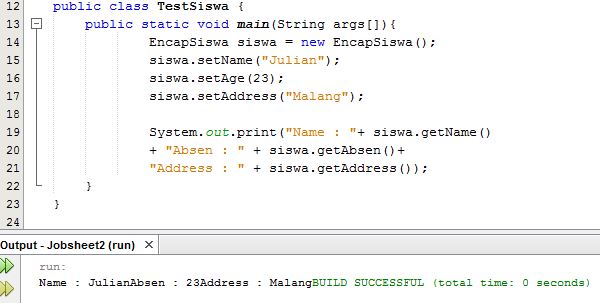 12 public class TestSiswa {
13 public static void main(String args[]){
14 EncapSiswa siswa = new EncapSiswa();
15 siswa.setName("Julian");
16 siswa.setAge(23);
17 siswa.setAddress("Malang");
18
19 System.out.print("Name : "+ siswa.getName()
20 + "Absen : " + siswa.getAbsen()+
21 "Address : " + siswa.getAddress());
22 }
23 }
24
Output - Jobsheet2 (run) ×
run:
Name : JulianAbsen : 23Address : MalangBUILD SUCCESSFUL (total time: 0 seconds)